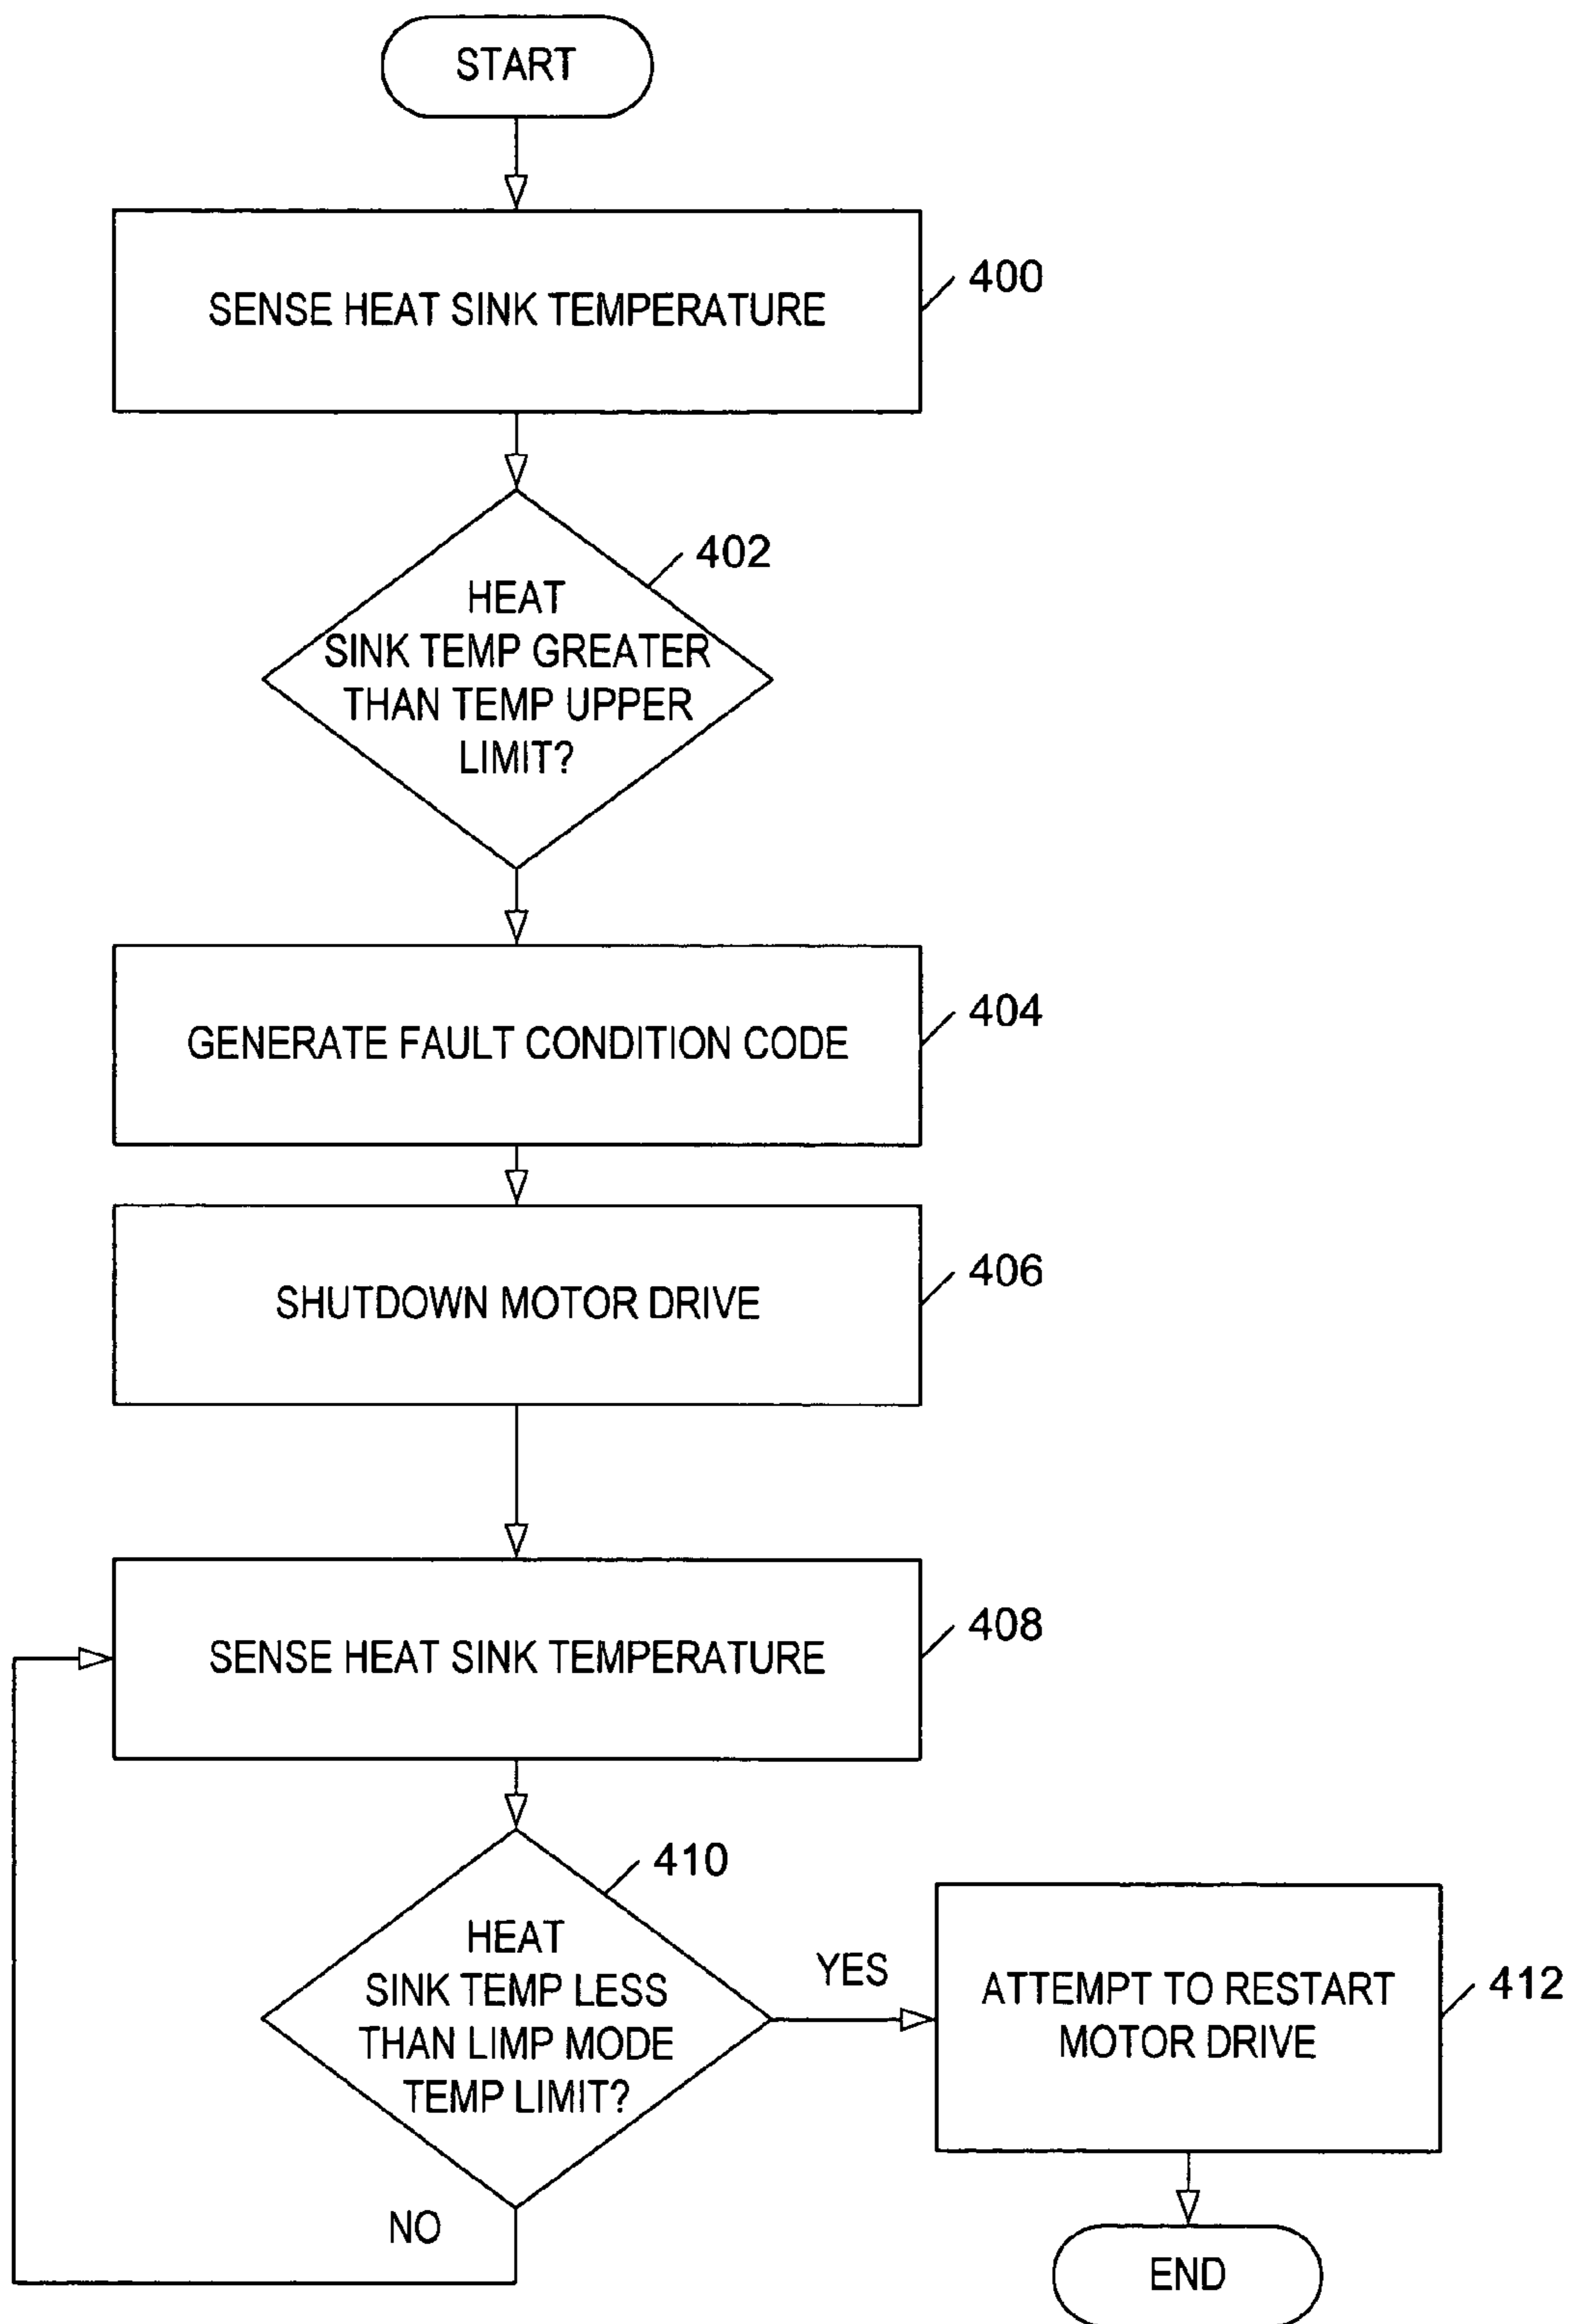 START
SENSE HEAT SINK TEMPERATURE
400
402
HEAT
SINK TEMP GREATER
THAN TEMP UPPER
LIMIT?
GENERATE FAULT CONDITION CODE
404
SHUTDOWN MOTOR DRIVE
406
SENSE HEAT SINK TEMPERATURE
408
410
HEAT
SINK TEMP LESS
THAN LIMP MODE
TEMP LIMIT?
YES
ATTEMPT TO RESTART
MOTOR DRIVE
412
NO
END